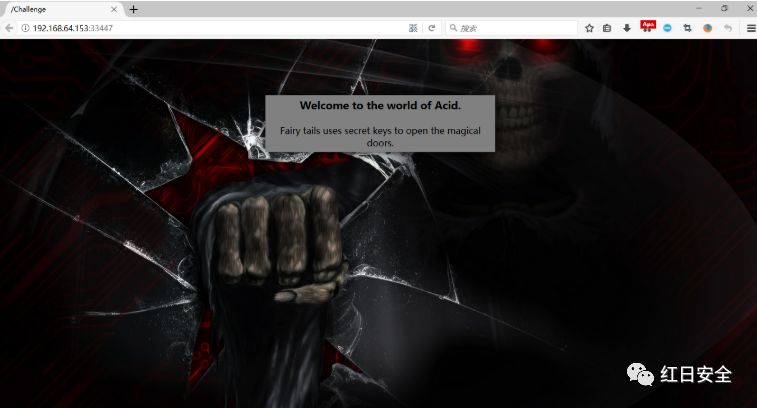 /Challenge
192.168.64.153:33447
搜索
Welcome to the world of Acid.
Fairy tails uses secret keys to open the magical
doors.
红日安全